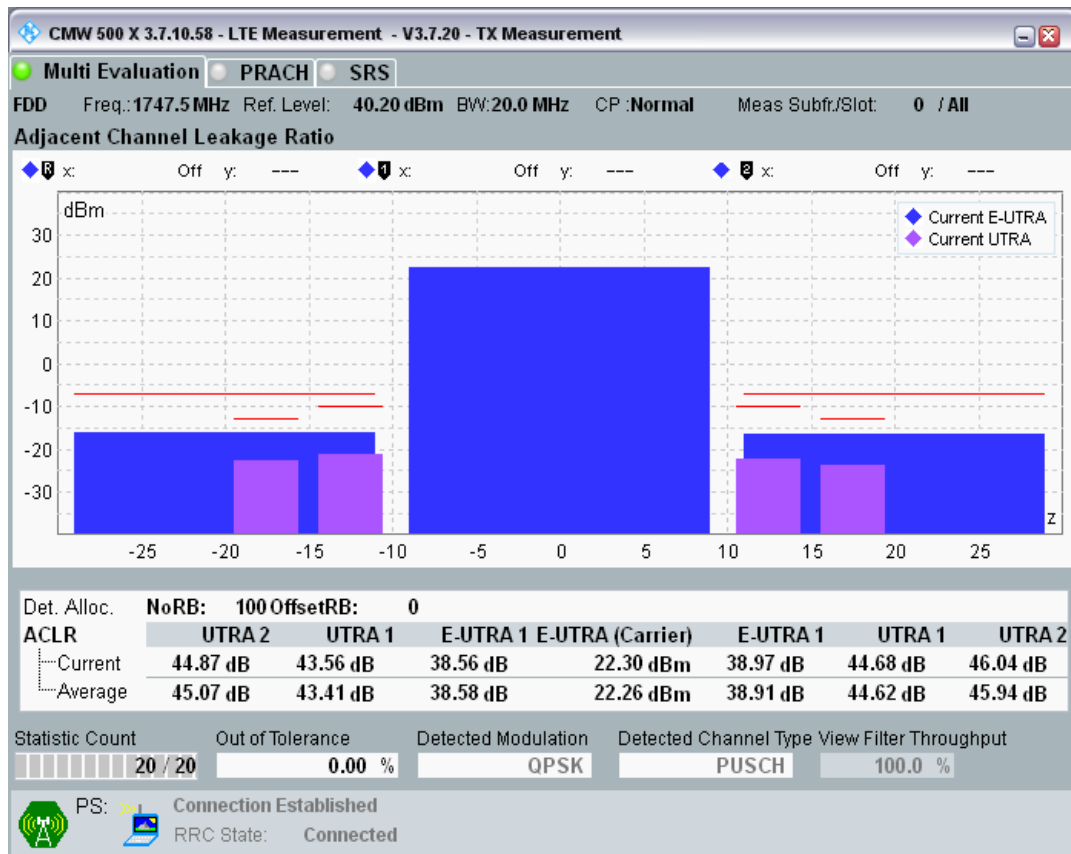 CMW 500 X 3.7.10.58 - LTE Measurement - V3.7.20 - TX Measurement
Multi Evaluation PRACH SRS
FDD Freq.: 1747.5 MHz Ref. Level: 40.20 dBm BW: 20.0 MHz CP : Normal Meas Subfr./Slot: 0 / All
Adjacent Channel Leakage Ratio
R x: Off y: --- 1 x: Off y: --- 2 x: Off y: ---
dBm
Current E-UTRA
Current UTRA
30
20
10
0
-10
-20
-30
z
-25 -20 -15 -10 -5 0 5 10 15 20 25
Det. Alloc. NoRB: 100 OffsetRB: 0
ACLR UTRA 2 UTRA 1 E-UTRA 1 E-UTRA (Carrier) E-UTRA 1 UTRA 1 UTRA 2
Current 44.87 dB 43.56 dB 38.56 dB 22.30 dBm 38.97 dB 44.68 dB 46.04 dB
Average 45.07 dB 43.41 dB 38.58 dB 22.26 dBm 38.91 dB 44.62 dB 45.94 dB
Statistic Count Out of Tolerance Detected Modulation Detected Channel Type View Filter Throughput
20 / 20 0.00 % QPSK PUSCH 100.0 %
PS: Connection Established
RRC State: Connected